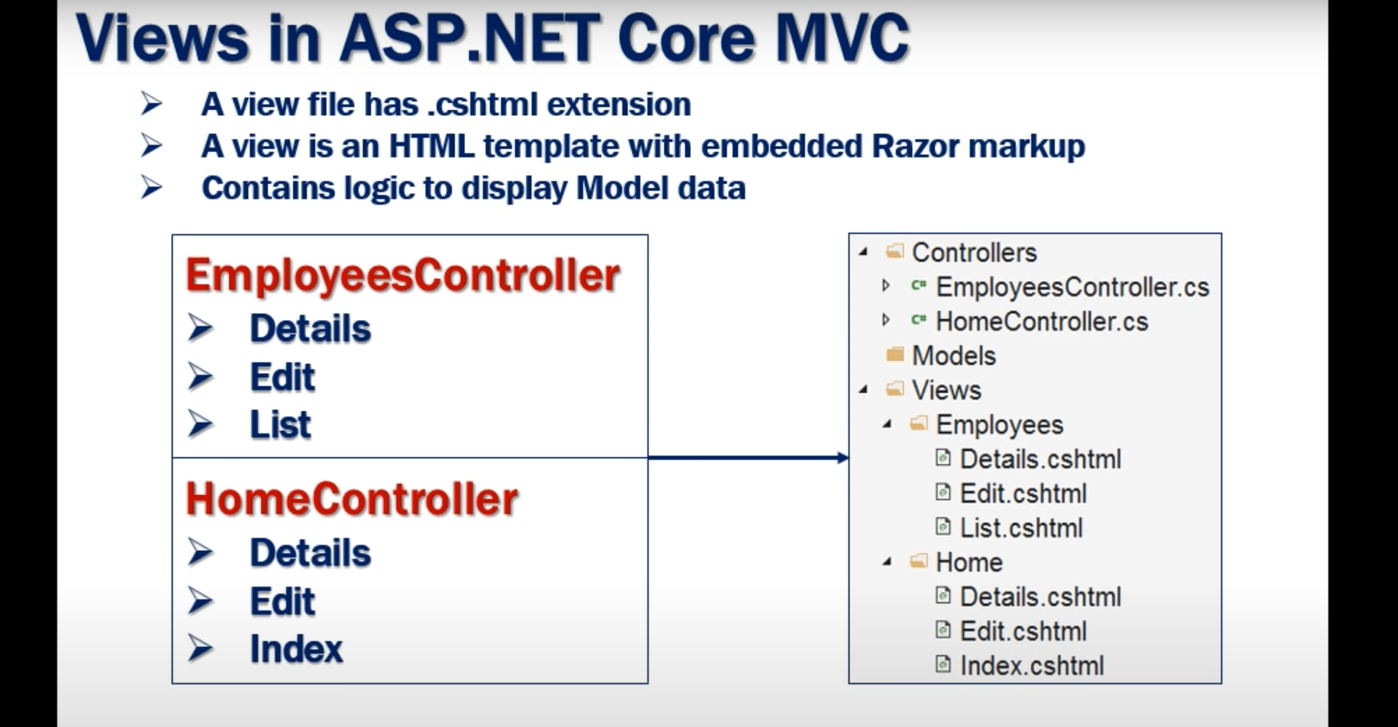 Views in ASP.NET Core MVC
A view file has .cshtml extension
A view is an HTML template with embedded Razor markup
Contains logic to display Model data
EmployeesController
Details
Edit
List
HomeController
Details
Edit
Index
Controllers
C# EmployeesController.cs
C# HomeController.cs
Models
Views
Employees
Details.cshtml
Edit.cshtml
List.cshtml
Home
Details.cshtml
Edit.cshtml
Index.cshtml